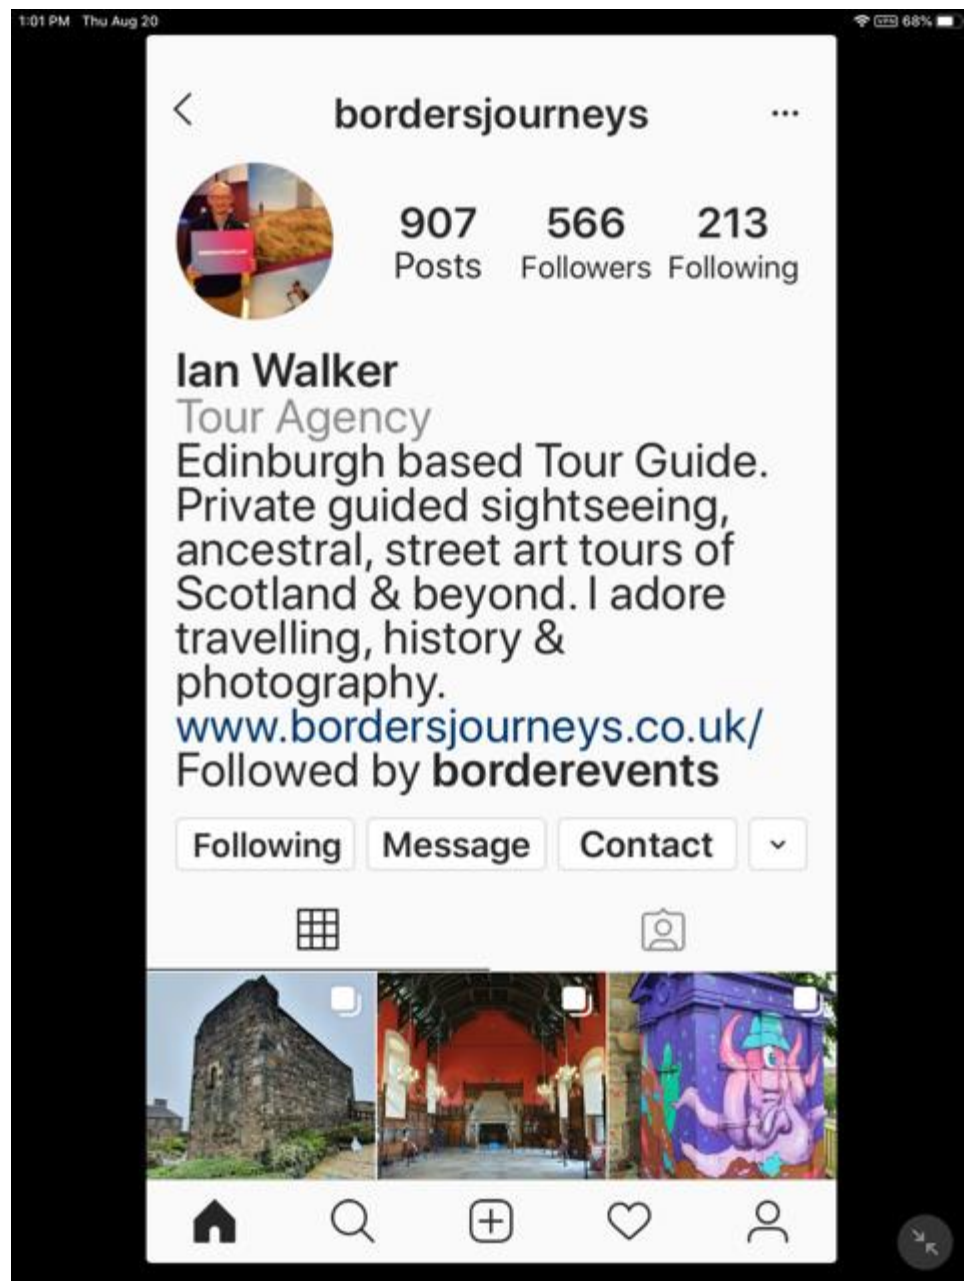 1:01 PM Thu Aug 20
VPN 68%
bordersjourneys
907 566 213
Posts Followers Following
Ian Walker
Tour Agency
Edinburgh based Tour Guide.
Private guided sightseeing,
ancestral, street art tours of
Scotland & beyond. I adore
travelling, history &
photography.
www.bordersjourneys.co.uk/
Followed by borderevents
Following Message Contact